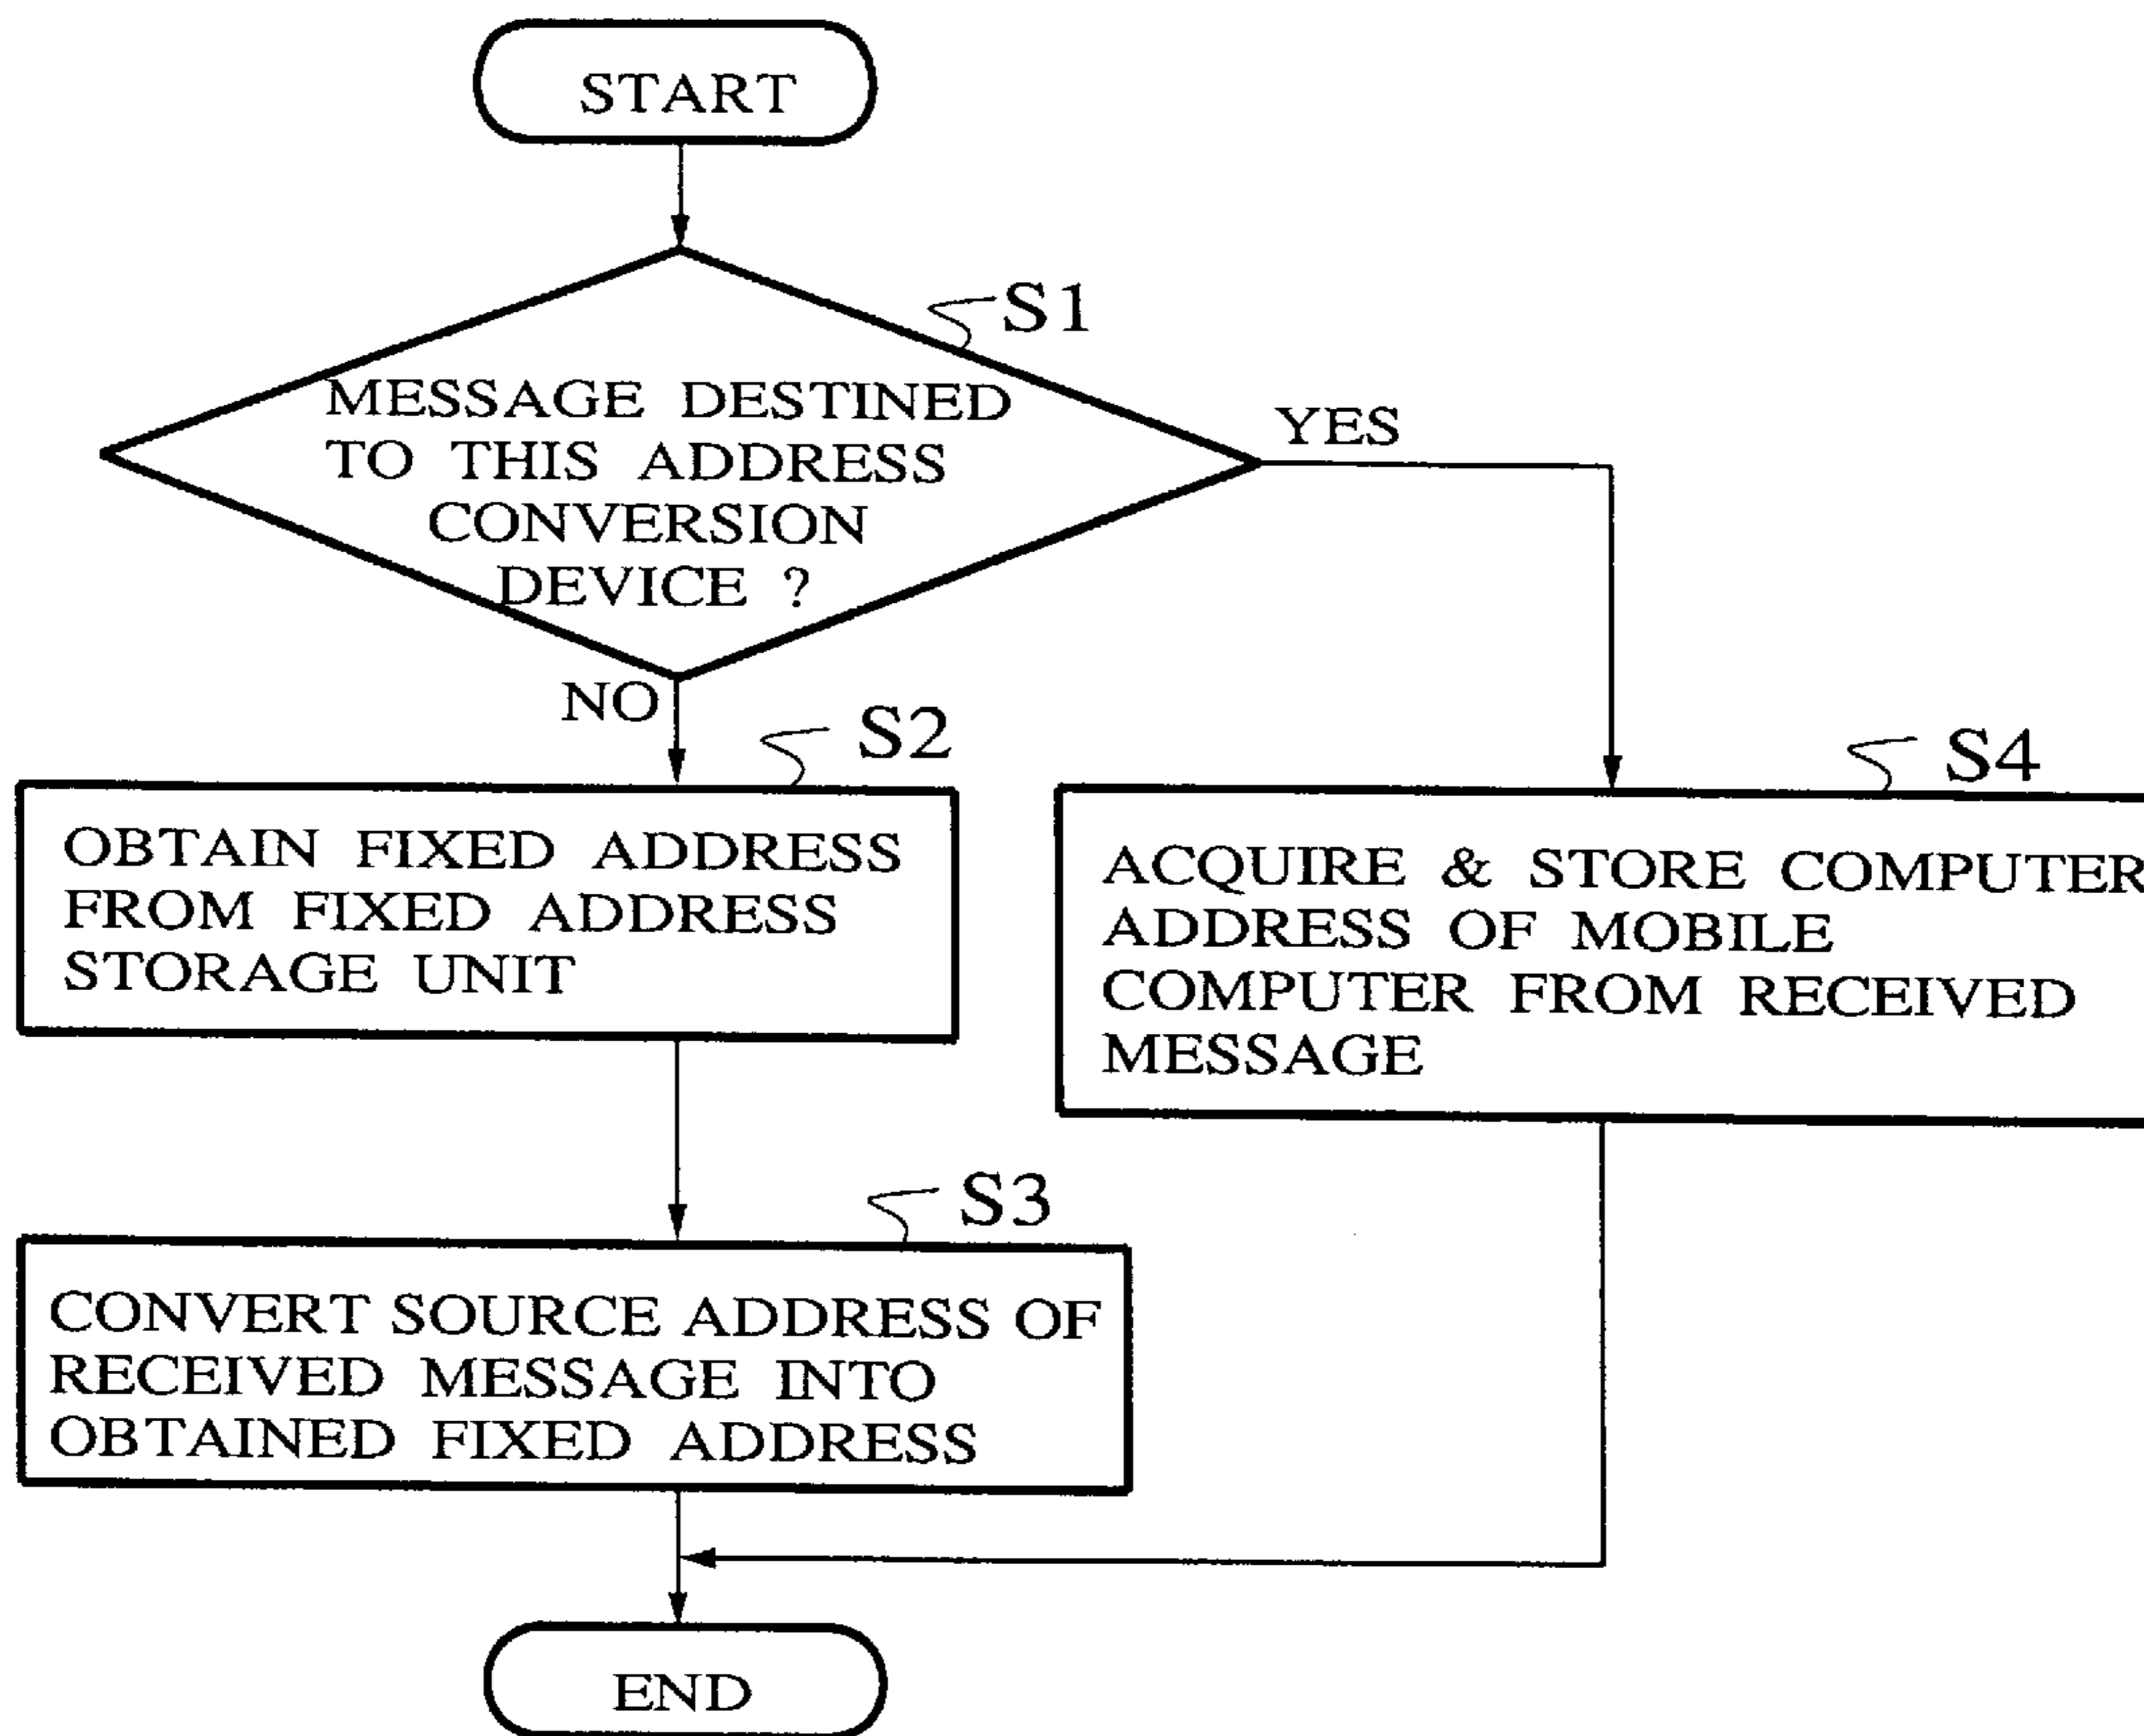 START
S1
MESSAGE DESTINED
TO THIS ADDRESS
CONVERSION
DEVICE ?
YES
NO
S2
OBTAIN FIXED ADDRESS
FROM FIXED ADDRESS
STORAGE UNIT
S4
ACQUIRE & STORE COMPUTER
ADDRESS OF MOBILE
COMPUTER FROM RECEIVED
MESSAGE
S3
CONVERT SOURCE ADDRESS OF
RECEIVED MESSAGE INTO
OBTAINED FIXED ADDRESS
END